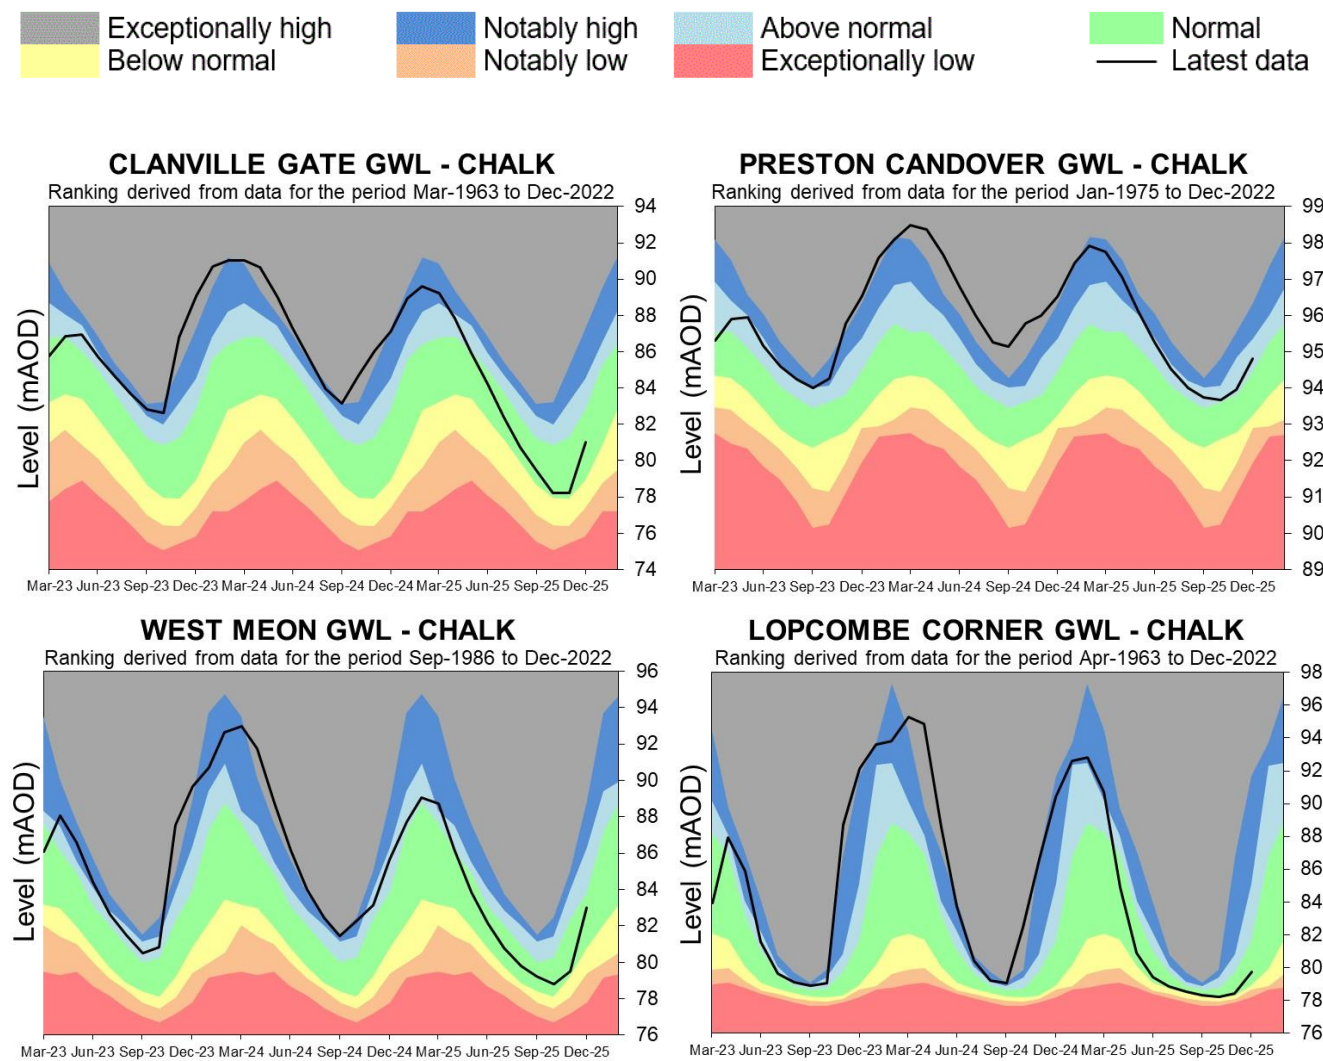 Exceptionally high Notably high Above normal Normal
Below normal Notably low Exceptionally low Latest data
CLANVILLE GATE GWL - CHALK
Ranking derived from data for the period Mar-1963 to Dec-2022
Level (mAOD)
94
92
90
88
86
84
82
80
78
76
74
Mar-23 Jun-23 Sep-23 Dec-23 Mar-24 Jun-24 Sep-24 Dec-24 Mar-25 Jun-25 Sep-25 Dec-25
PRESTON CANDOVER GWL - CHALK
Ranking derived from data for the period Jan-1975 to Dec-2022
Level (mAOD)
99
98
97
96
95
94
93
92
91
90
89
Mar-23 Jun-23 Sep-23 Dec-23 Mar-24 Jun-24 Sep-24 Dec-24 Mar-25 Jun-25 Sep-25 Dec-25
WEST MEON GWL - CHALK
Ranking derived from data for the period Sep-1986 to Dec-2022
Level (mAOD)
96
94
92
90
88
86
84
82
80
78
76
Mar-23 Jun-23 Sep-23 Dec-23 Mar-24 Jun-24 Sep-24 Dec-24 Mar-25 Jun-25 Sep-25 Dec-25
LOPCOMBE CORNER GWL - CHALK
Ranking derived from data for the period Apr-1963 to Dec-2022
Level (mAOD)
98
96
94
92
90
88
86
84
82
80
78
76
Mar-23 Jun-23 Sep-23 Dec-23 Mar-24 Jun-24 Sep-24 Dec-24 Mar-25 Jun-25 Sep-25 Dec-25